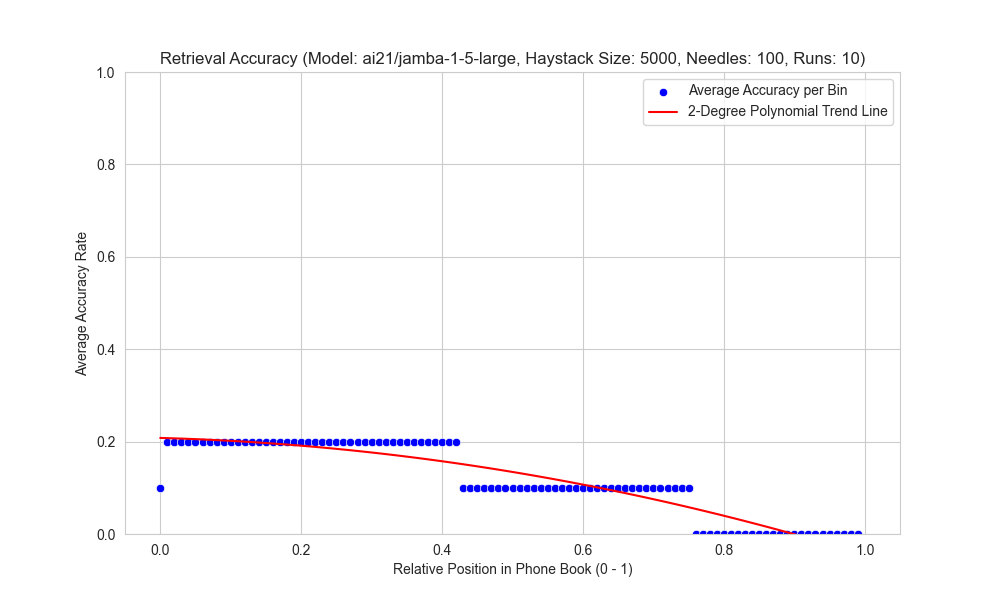 Retrieval Accuracy (Model: ai21/jamba-1-5-large, Haystack Size: 5000, Needles: 100, Runs: 10)
Average Accuracy per Bin
2-Degree Polynomial Trend Line
Average Accuracy Rate
1.0
0.8
0.6
0.4
0.2
0.0
0.0 0.2 0.4 0.6 0.8 1.0
Relative Position in Phone Book (0 - 1)